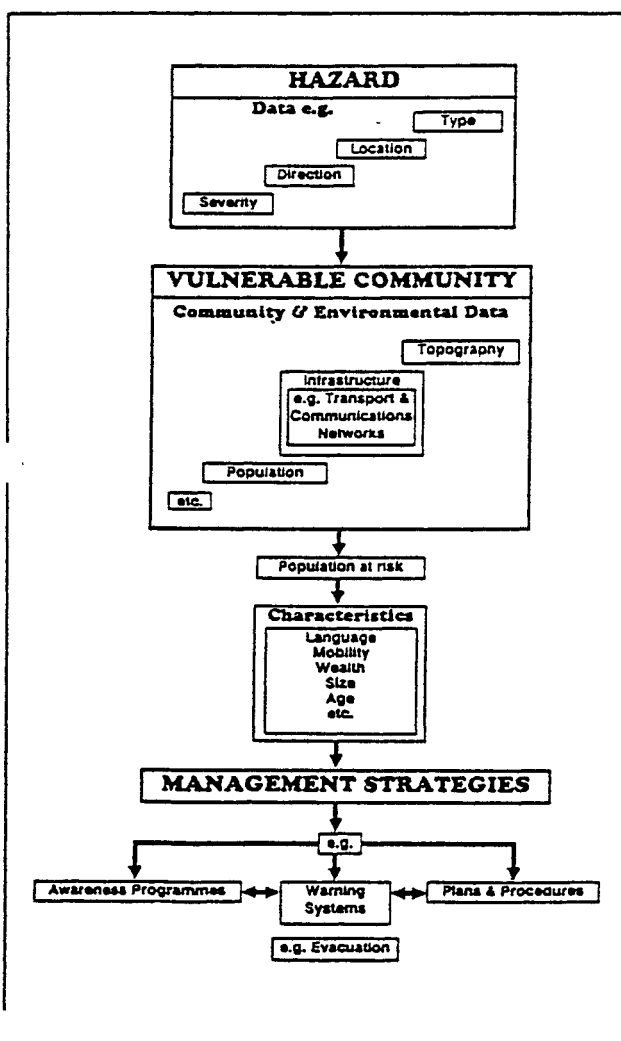 HAZARD
Data e.g.
Type
Location
Direction
Severity
VULNERABLE COMMUNITY
Community & Environmental Data
Topography
Infrastructure
e.g. Transport &
Communications
Networks
Population
etc.
Population at risk
Characteristics
Language
Mobility
Wealth
Size
Age
etc.
MANAGEMENT STRATEGIES
e.g.
Awareness Programmes
Warning
Systems
Plans & Procedures
e.g. Evacuation